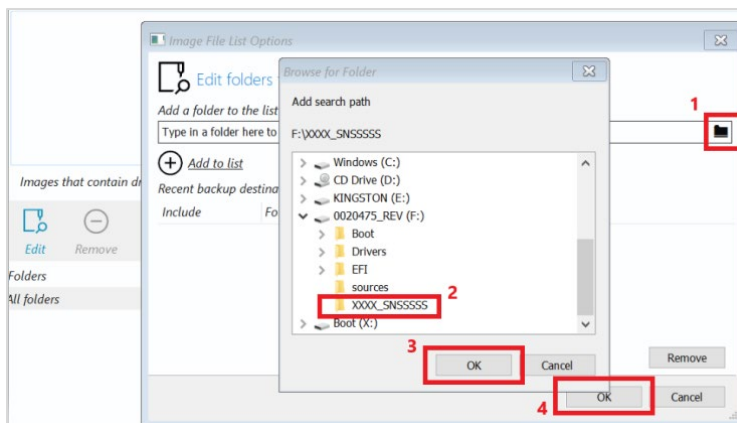 Image File List Options
Edit folders
Browse for Folder
Add a folder to the list
Add search path
1
Type in a folder here to
F:\XXXX_SNSSSSS
Add to list
Windows (C:)
CD Drive (D:)
Images that contain
Recent backup
KINGSTON (E:)
Include
0020475_REV (F:)
Boot
Drivers
Edit
Remove
EFI
sources
2
Folders
XXXX_SNSSSSS
All folders
Boot (X:)
3
OK
Cancel
Remove
4
OK
Cancel